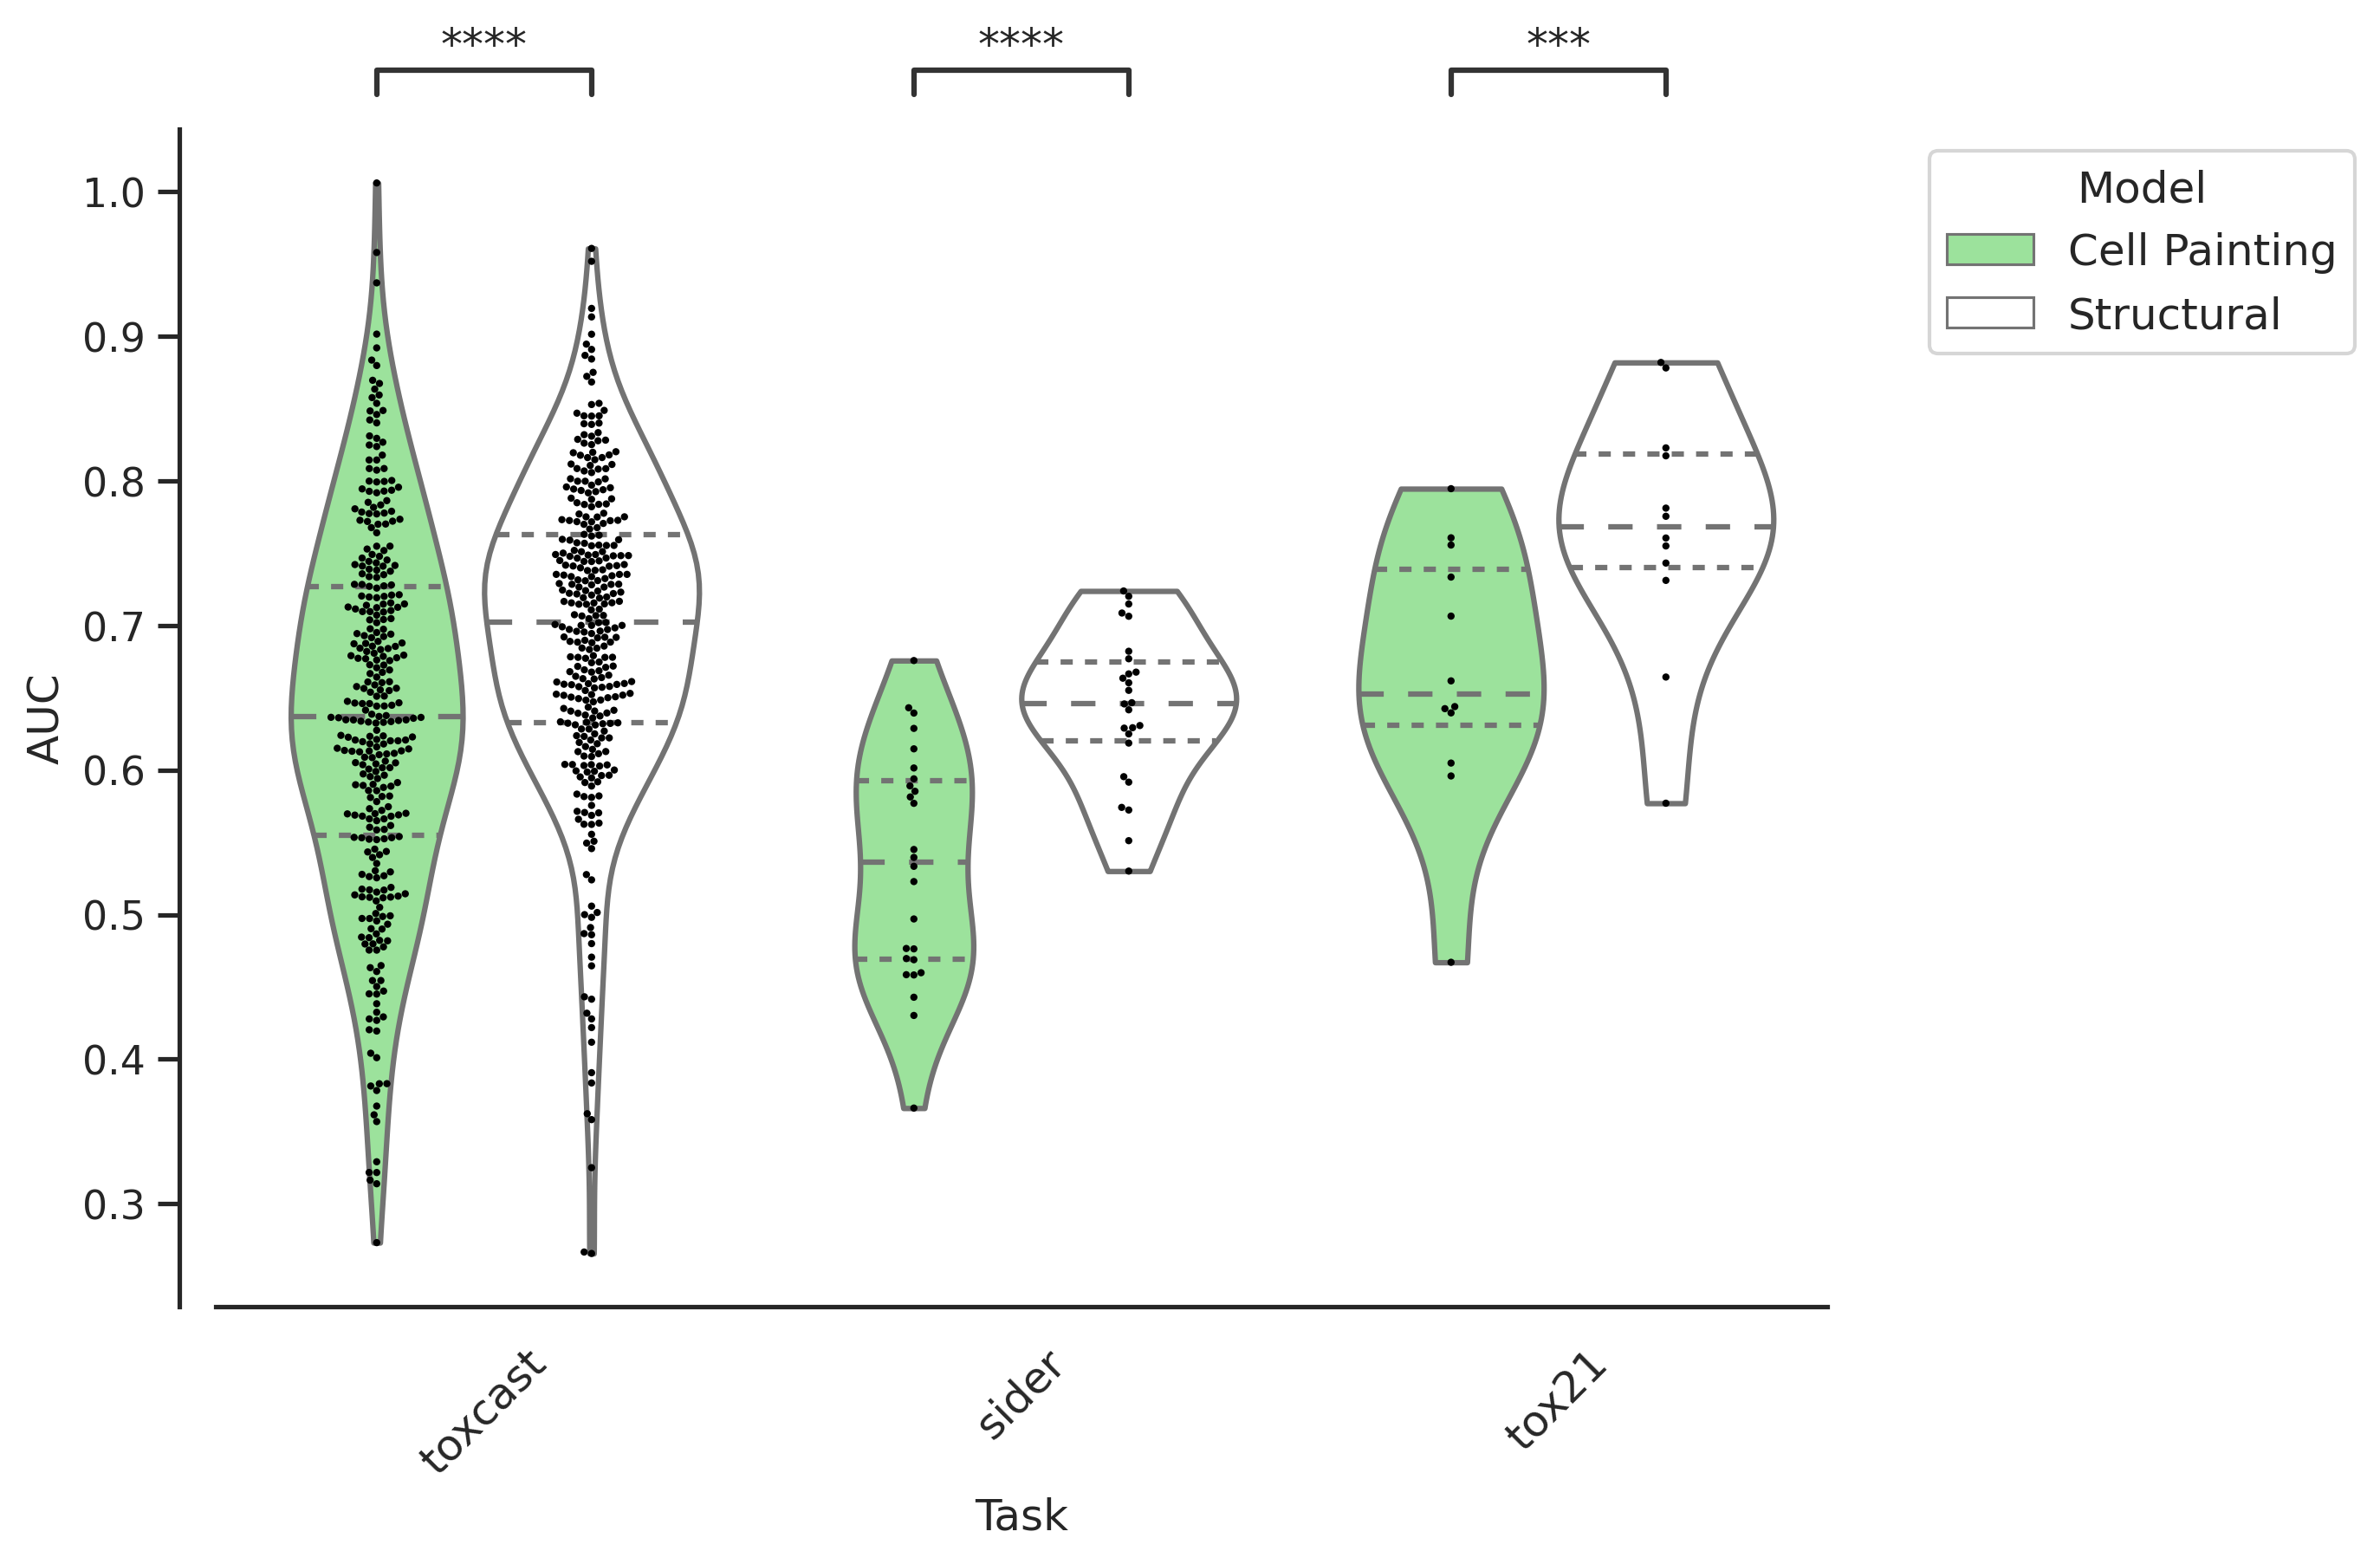 **** **** ***
Model
Cell Painting
Structural
AUC
1.0
0.9
0.8
0.7
0.6
0.5
0.4
0.3
toxcast sider tox21
Task